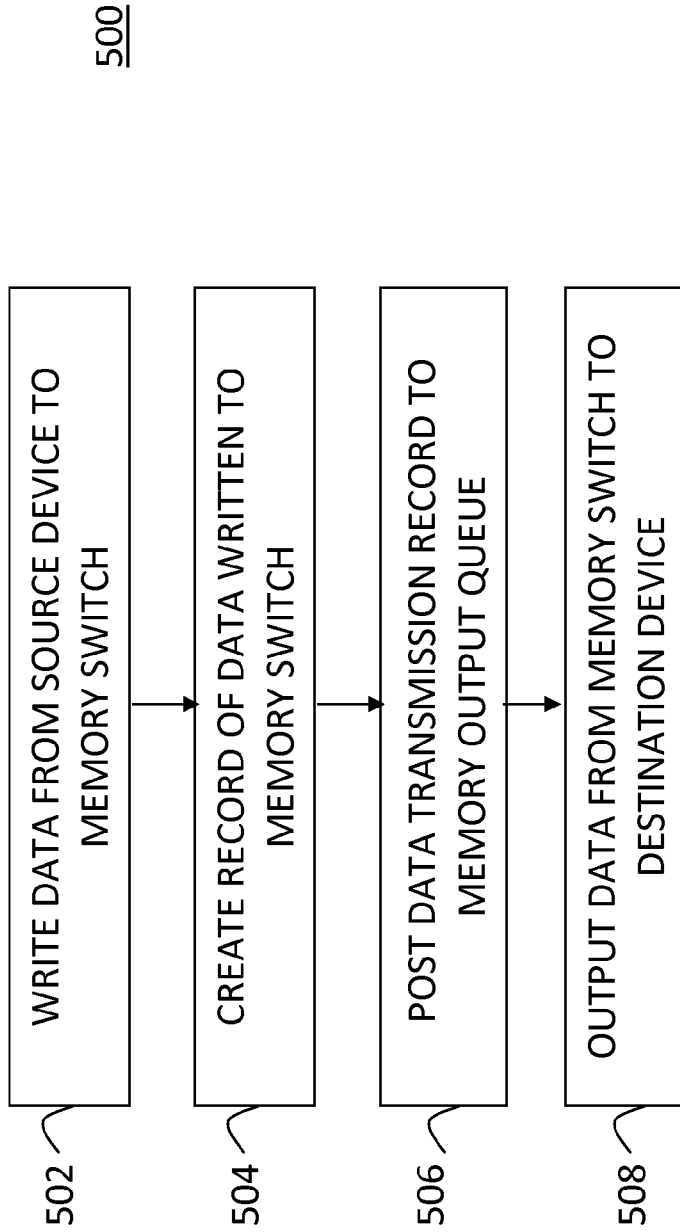 500
502
WRITE DATA FROM SOURCE DEVICE TO
MEMORY SWITCH
504
CREATE RECORD OF DATA WRITTEN TO
MEMORY SWITCH
506
POST DATA TRANSMISSION RECORD TO
MEMORY OUTPUT QUEUE
508
OUTPUT DATA FROM MEMORY SWITCH TO
DESTINATION DEVICE